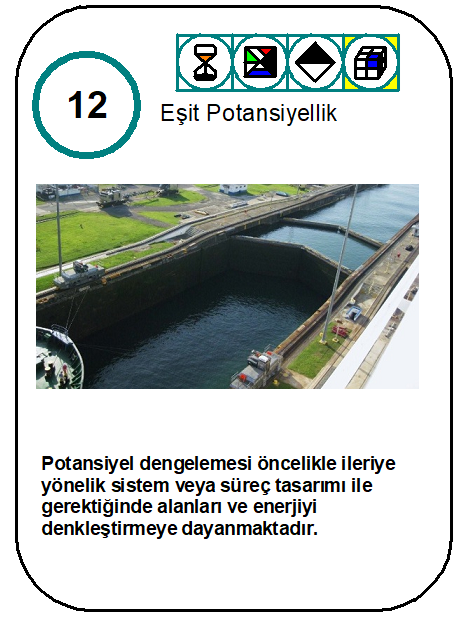 12
Eşit Potansiyellik
Potansiyel dengelemesi öncelikle ileriye
yönelik sistem veya süreç tasarımı ile
gerektiğinde alanları ve enerjiyi
denkleştirmeye dayanmaktadır.